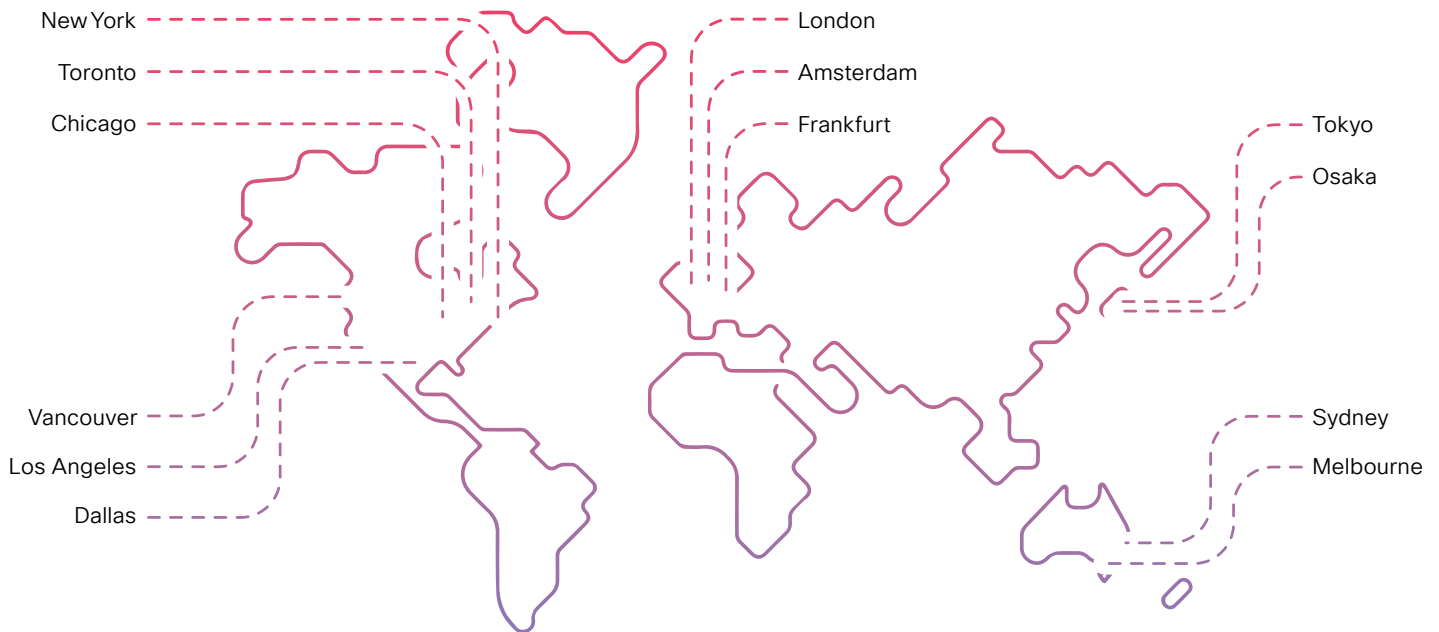 New York
Toronto
Chicago
London
Amsterdam
Frankfurt
Tokyo
Osaka
Vancouver
Los Angeles
Dallas
Sydney
Melbourne